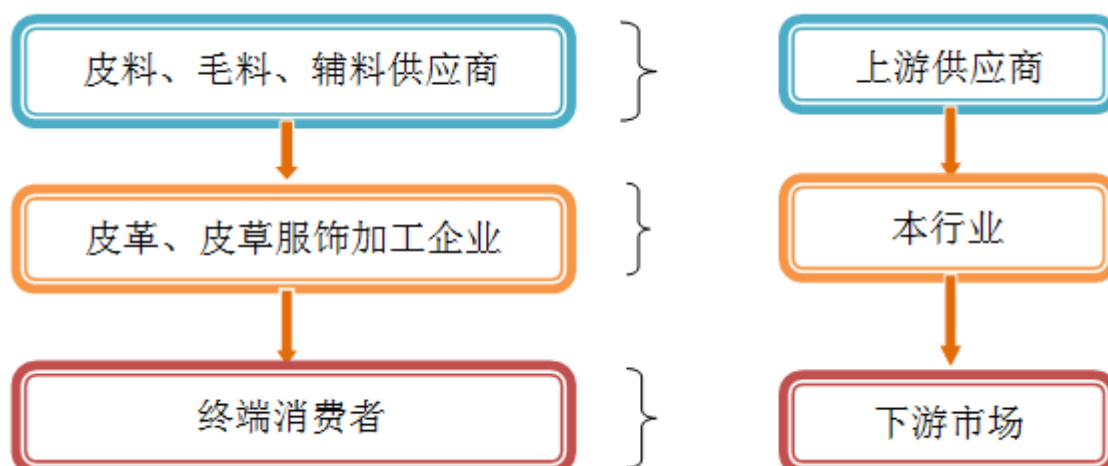 皮料、毛料、辅料供应商
上游供应商
皮革、皮草服饰加工企业
本行业
终端消费者
下游市场